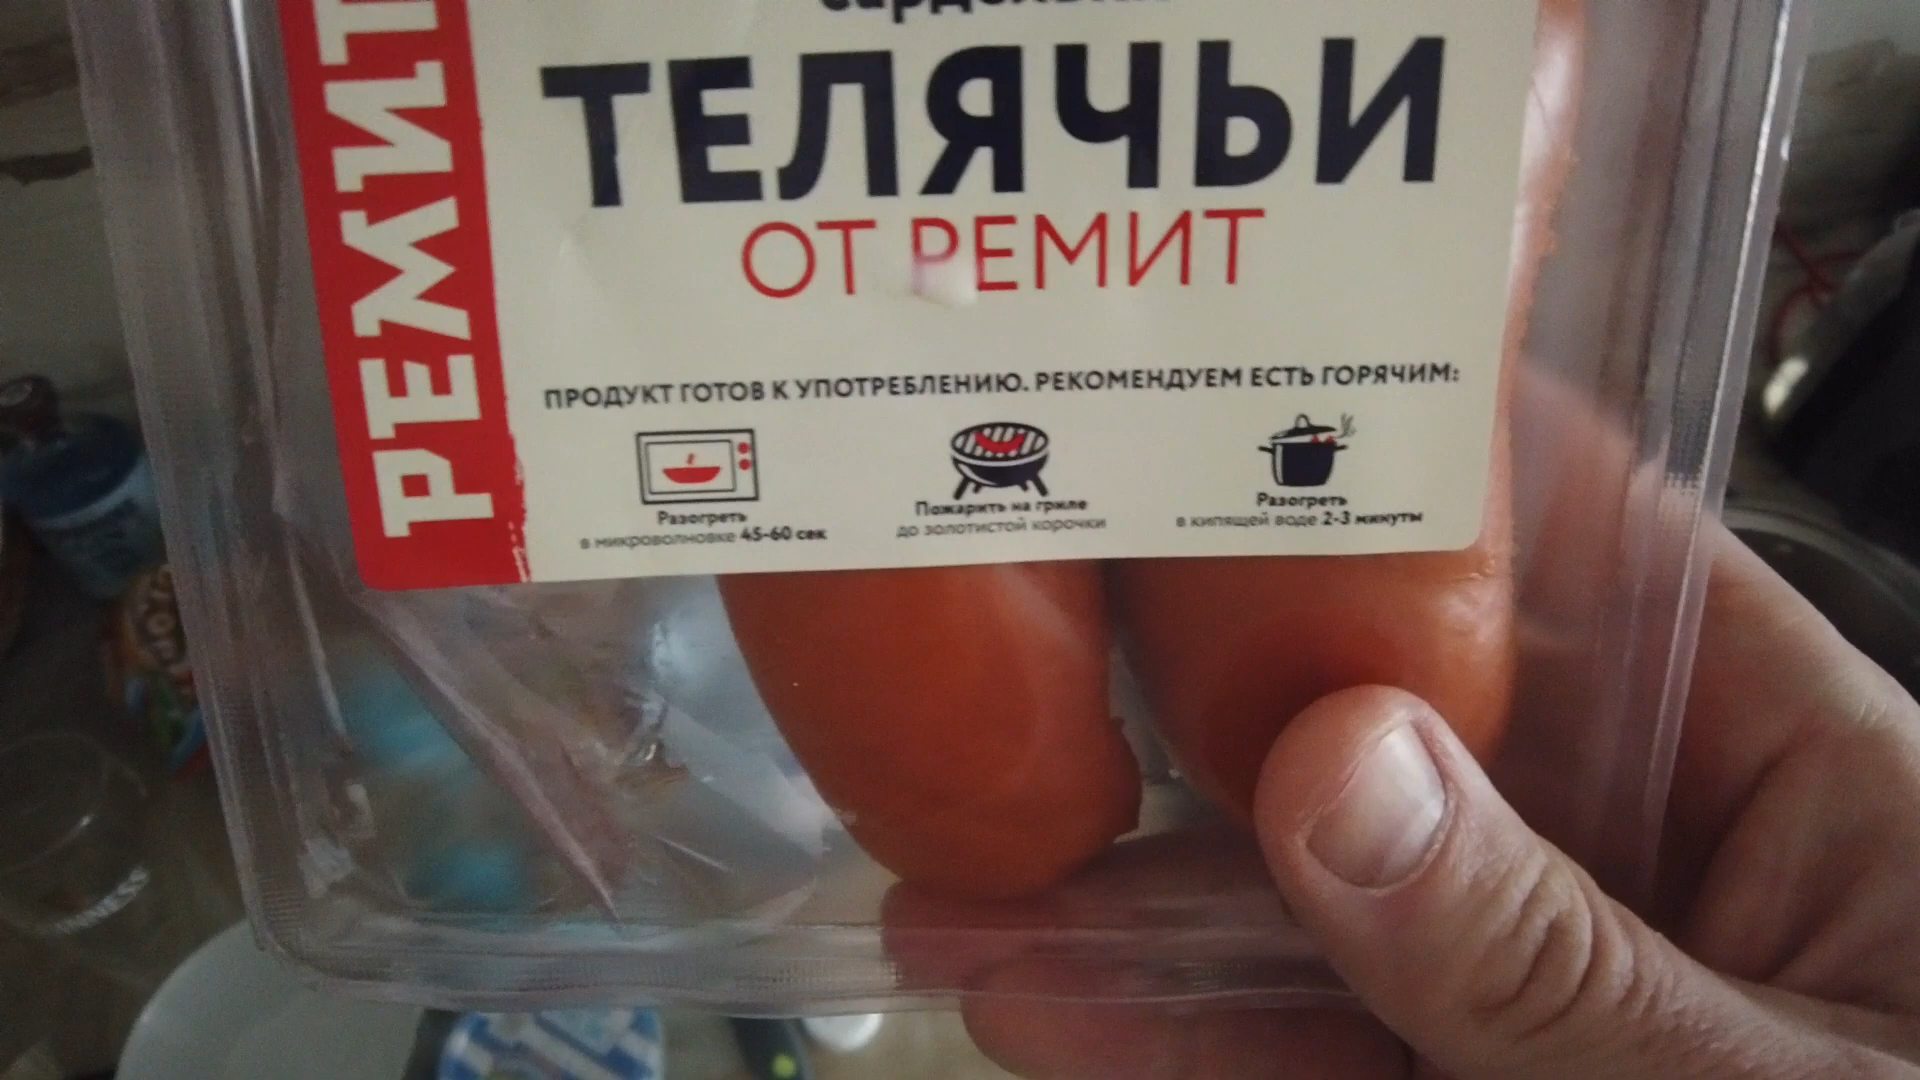 РЕМИТ
ТЕЛЯЧЬИ
ОТ РЕМИТ
ПРОДУКТ ГОТОВ К УПОТРЕБЛЕНИЮ. РЕКОМЕНДУЕМ ЕСТЬ ГОРЯЧИМ:
Разогреть
в микроволновке 45-60 сек
Пожарить на гриле
до золотистой корочки
Разогреть
в кипящей воде 2-3 минуты